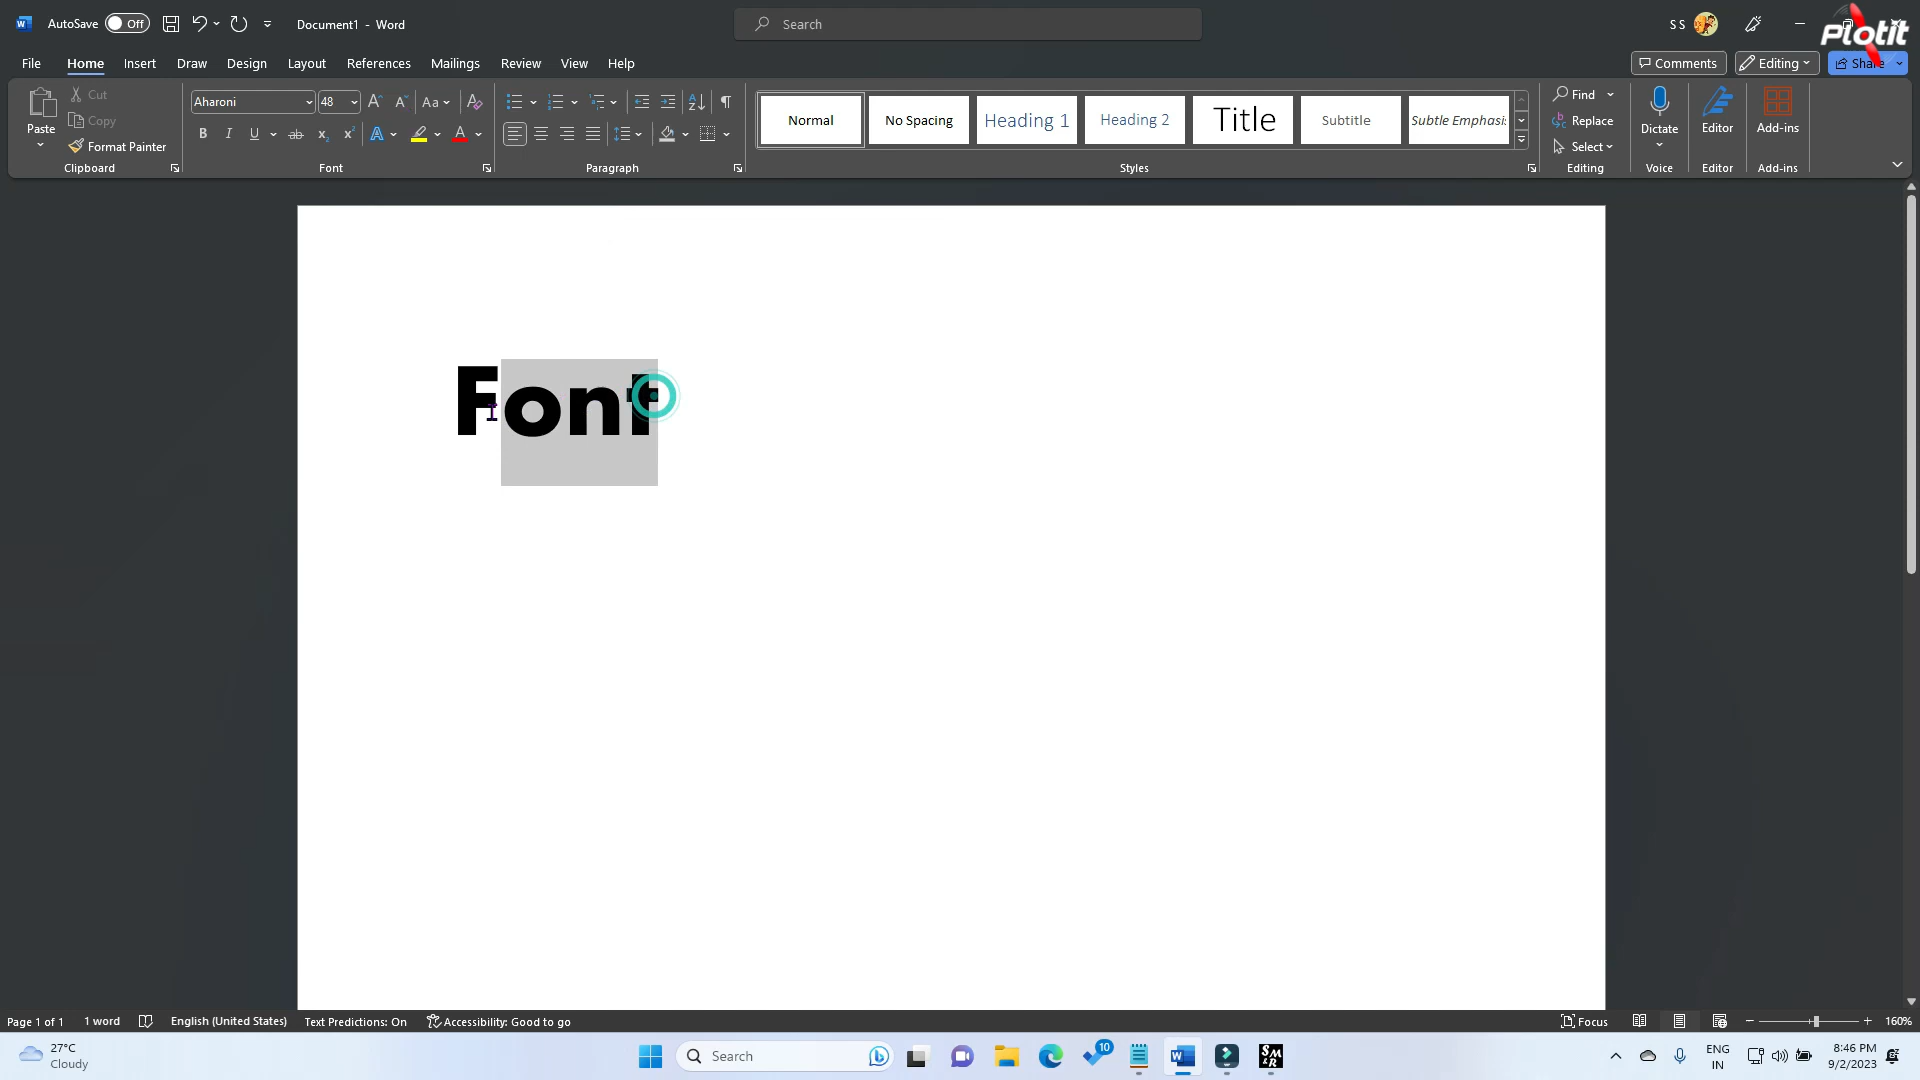 AutoSave Off Document1 - Word Search S S Plotit
File Home Insert Draw Design Layout References Mailings Review View Help Comments Editing Share
Paste Cut Copy Format Painter Clipboard
Aharoni 48 Aa Font
Paragraph
Normal No Spacing Heading 1 Heading 2 Title Subtitle Subtle Emphasis Styles
Find Replace Select Editing
Dictate Voice
Editor Editor
Add-ins Add-ins
Font
Page 1 of 1 1 word English (United States) Text Predictions: On Accessibility: Good to go Focus 160%
27°C
Cloudy
Search
10
SM
&R
ENG
IN
8:46 PM
9/2/2023